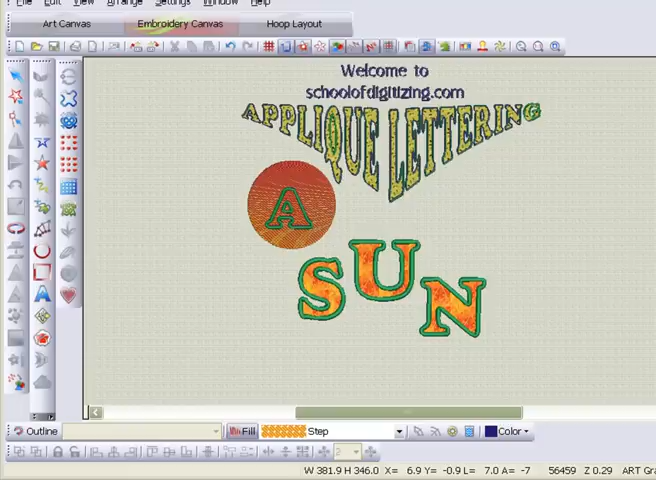 File Edit View Arrange Settings Window Help
Art Canvas Embroidery Canvas Hoop Layout
Welcome to
schoolofdigitizing.com
APPLIQUE LETTERING
A
SUN
Outline Fill Step Color
2
W 381.9 H 346.0 X= 6.9 Y= -0.9 L= 7.0 A= -7 56459 Z 0.29 ART Gra